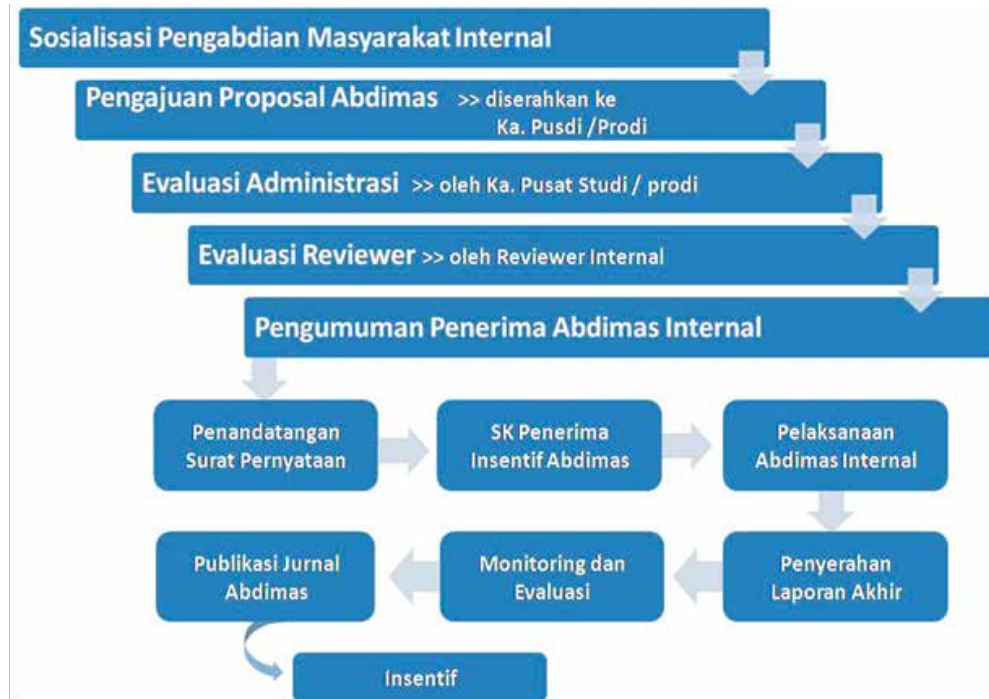 Sosialisasi Pengabdian Masyarakat Internal
Pengajuan Proposal Abdimas >> diserahkan ke
Ka. Pusdi /Prodi
Evaluasi Administrasi >> oleh Ka. Pusat Studi / prodi
Evaluasi Reviewer >> oleh Reviewer Internal
Pengumuman Penerima Abdimas Internal
Penandatangan
Surat Pernyataan
SK Penerima
Insentif Abdimas
Pelaksanaan
Abdimas Internal
Penyerahan
Laporan Akhir
Monitoring dan
Evaluasi
Publikasi Jurnal
Abdimas
Insentif